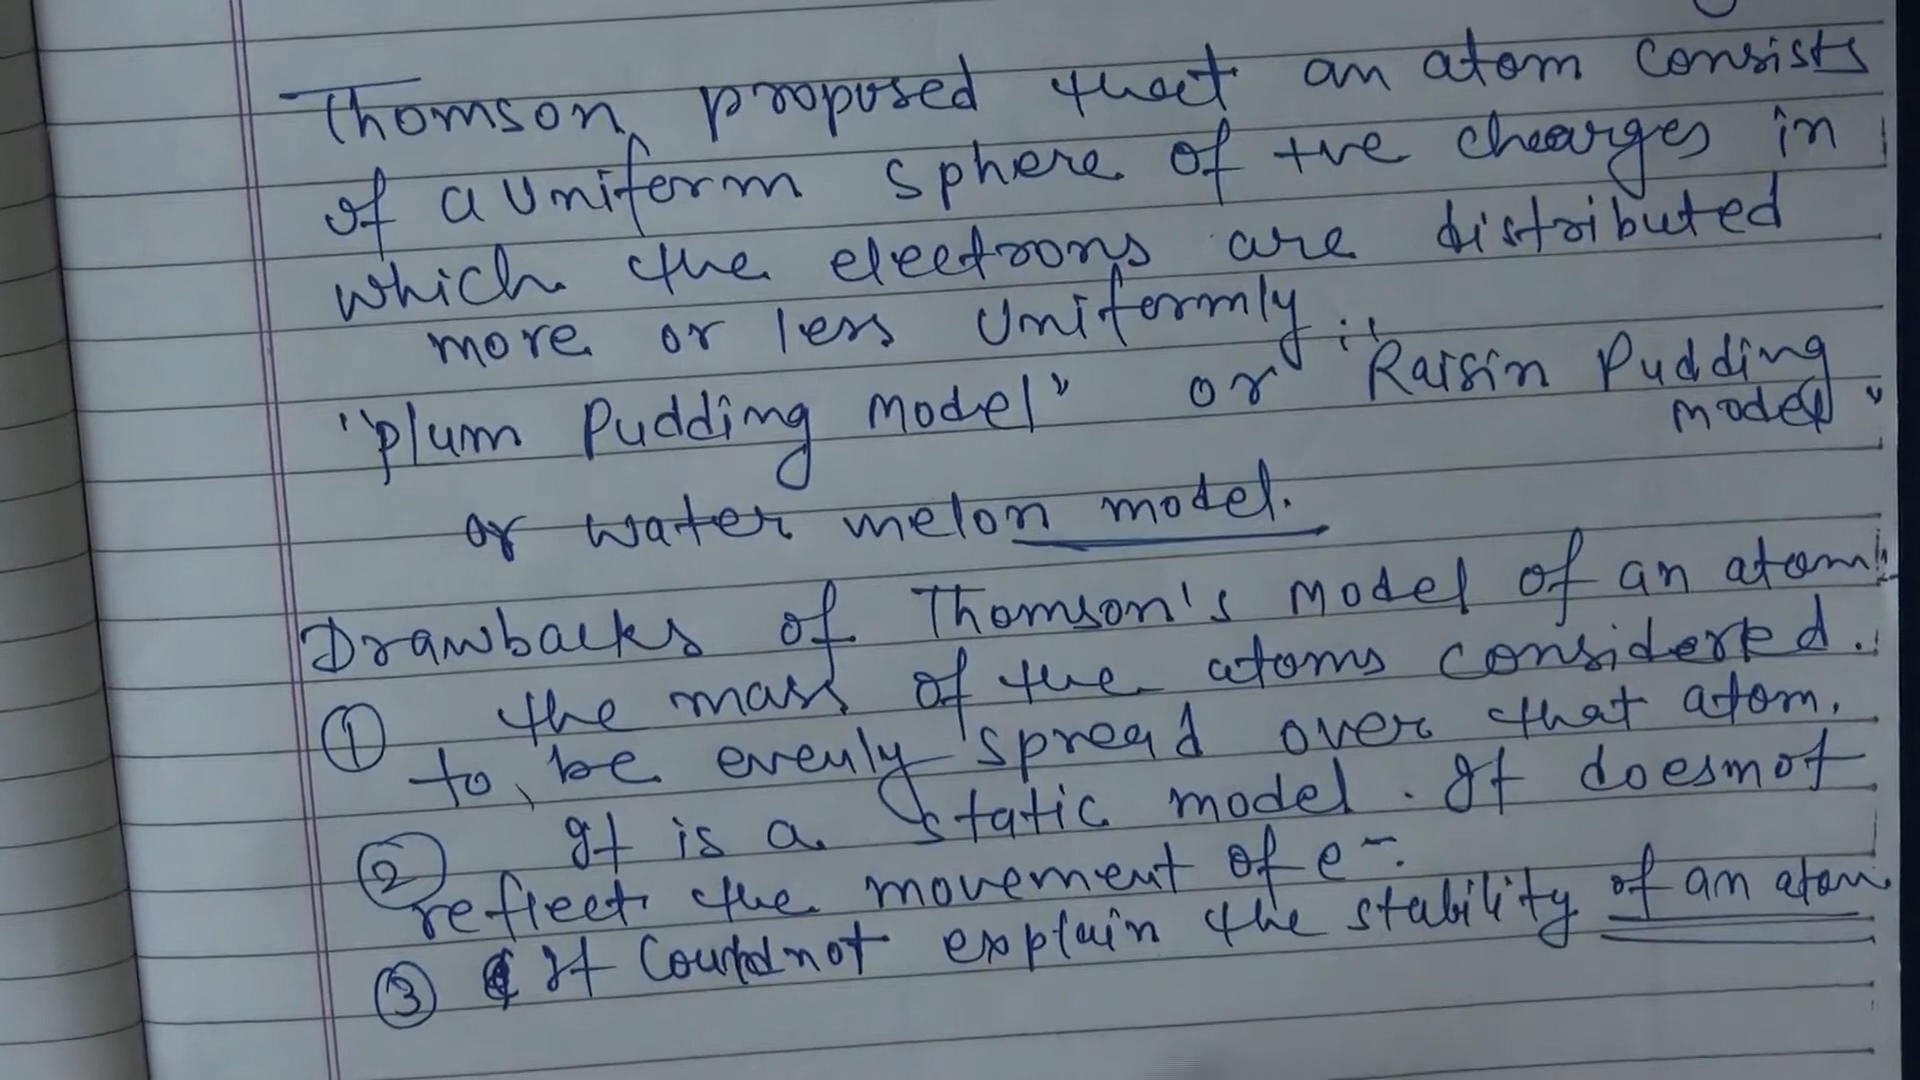 Thomson proposed that an atom consists
of a uniform sphere of +ve charges in
which the electrons are distributed
more or less uniformly.
"Plum Pudding Model" or "Raisin Pudding
model"
or water melon model.
Drawbacks of Thomson's Model of an atom:
① the mass of the atoms considered.
to be evenly spread over that atom.
② It is a static model. It doesnot
reflect the movement of e⁻.
③ It Couldnot explain the stability of an atom.